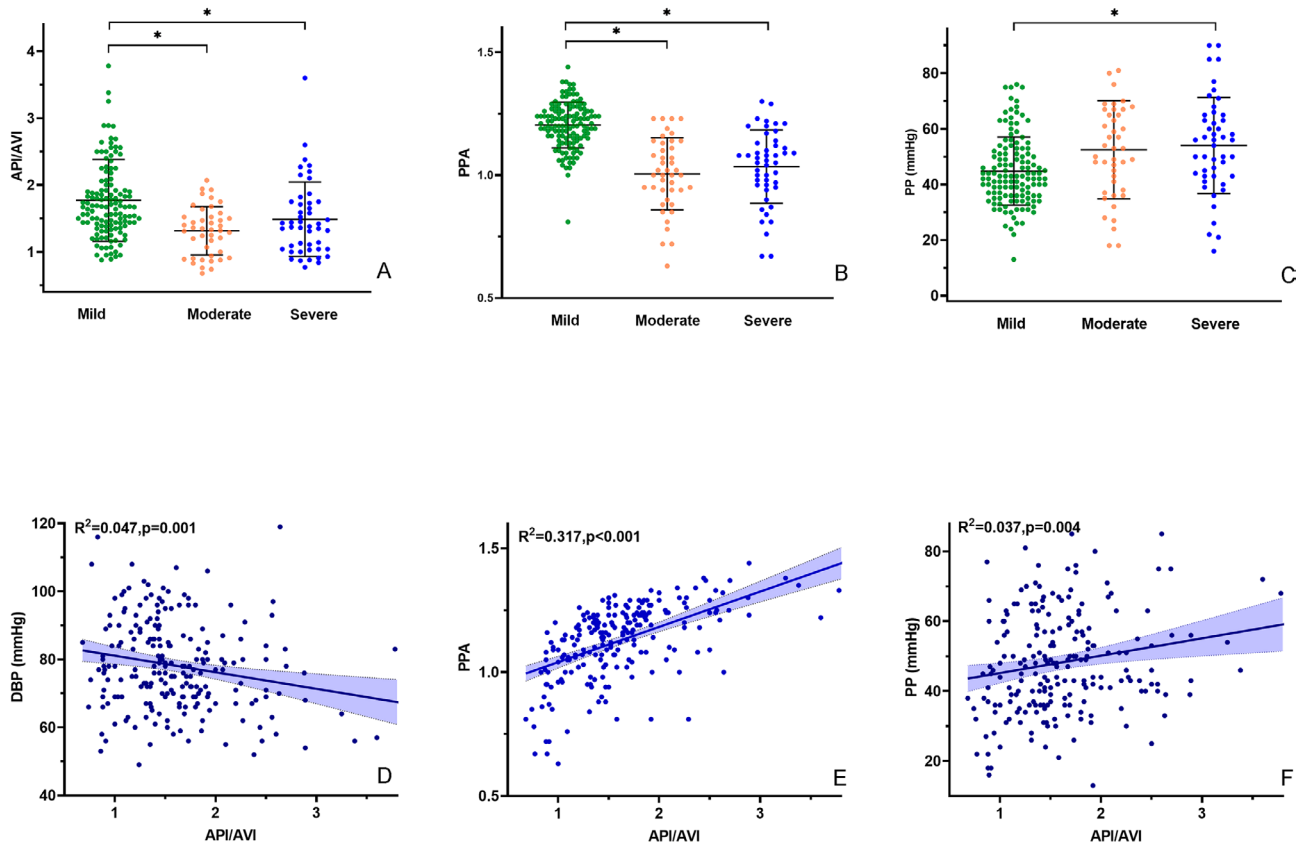 *
*
4
3
2
1
API/AVI
Mild
Moderate
Severe
A
*
*
1.5
1.0
0.5
PPA
Mild
Moderate
Severe
B
*
80
60
40
20
0
PP (mmHg)
Mild
Moderate
Severe
C
R²=0.047,p=0.001
120
100
80
60
40
DBP (mmHg)
1
2
3
API/AVI
D
R²=0.317,p<0.001
1.5
1.0
0.5
PPA
1
2
3
API/AVI
E
R²=0.037,p=0.004
80
60
40
20
PP (mmHg)
1
2
3
API/AVI
F